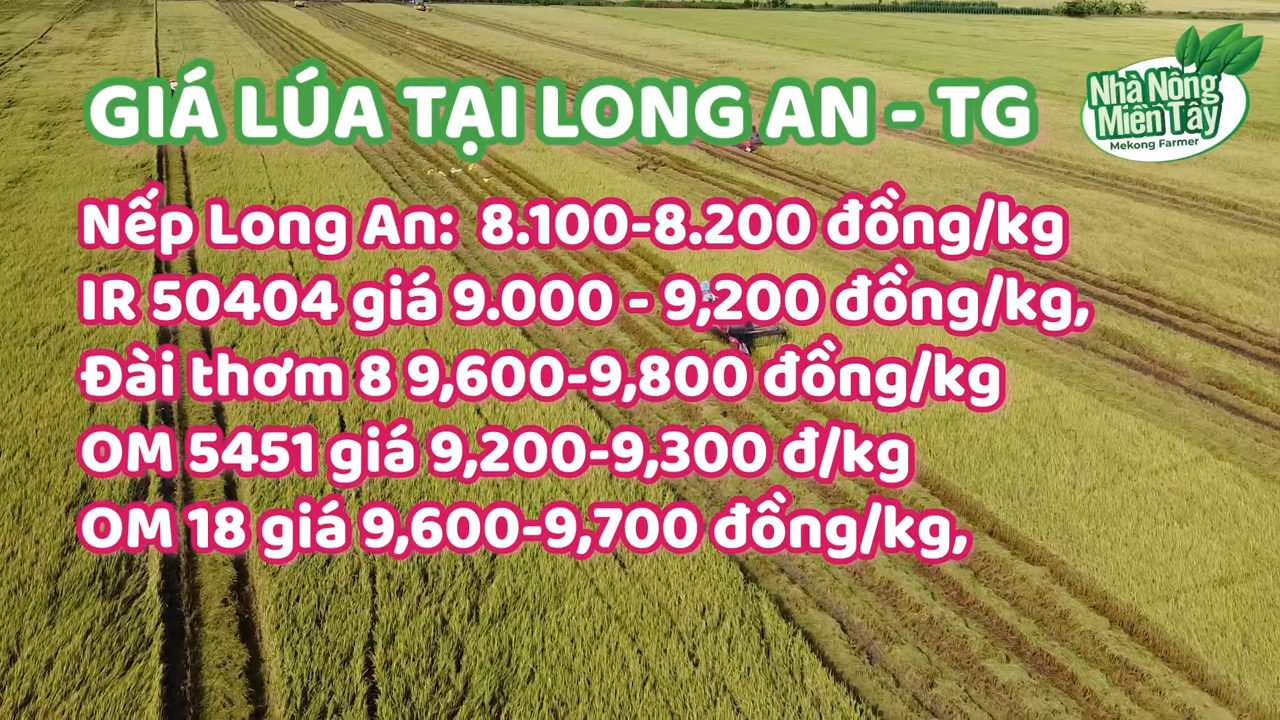 GIÁ LÚA TẠI LONG AN - TG
Nhà Nông
Miền Tây
Mekong Farmer
Nếp Long An: 8.100-8.200 đồng/kg
IR 50404 giá 9.000 - 9,200 đồng/kg,
Đài thơm 8 9,600-9,800 đồng/kg
OM 5451 giá 9,200-9,300 đ/kg
OM 18 giá 9,600-9,700 đồng/kg,